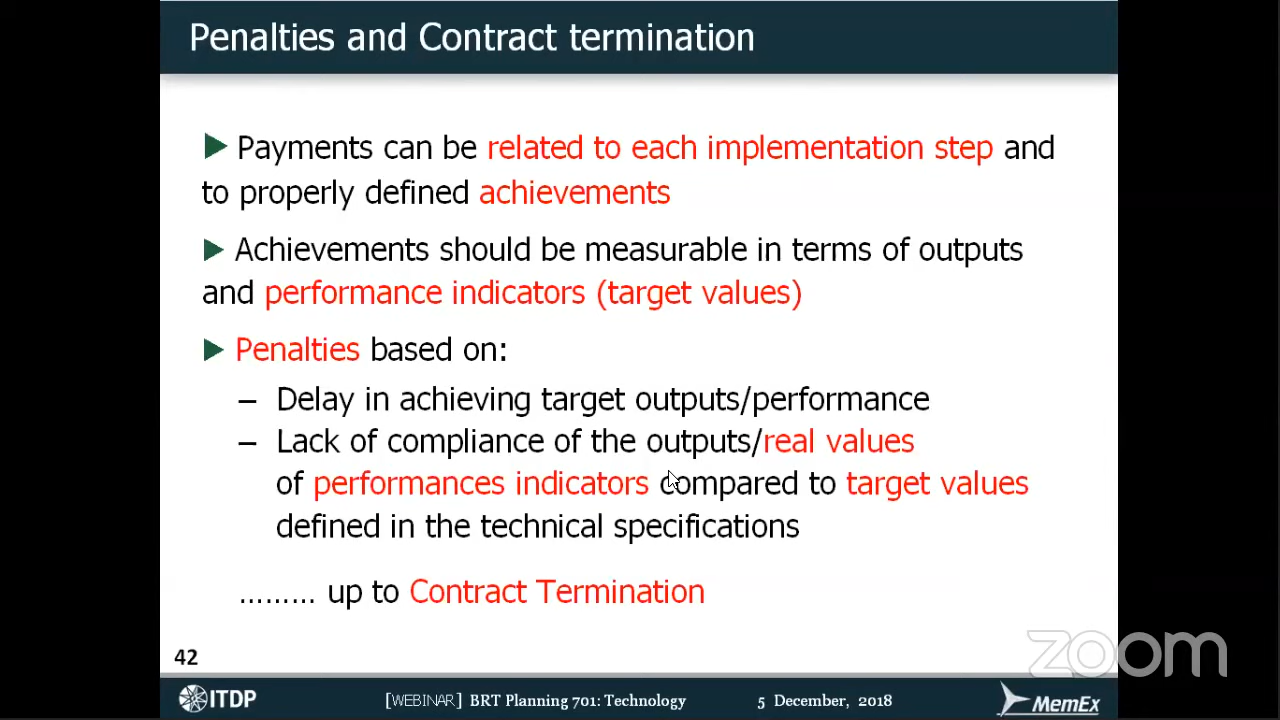 Penalties and Contract termination
Payments can be related to each implementation step and
to properly defined achievements
Achievements should be measurable in terms of outputs
and performance indicators (target values)
Penalties based on:
– Delay in achieving target outputs/performance
– Lack of compliance of the outputs/real values
of performances indicators compared to target values
defined in the technical specifications
……… up to Contract Termination
42
zoom
ITDP
[WEBINAR] BRT Planning 701: Technology
5 December, 2018
MemEx